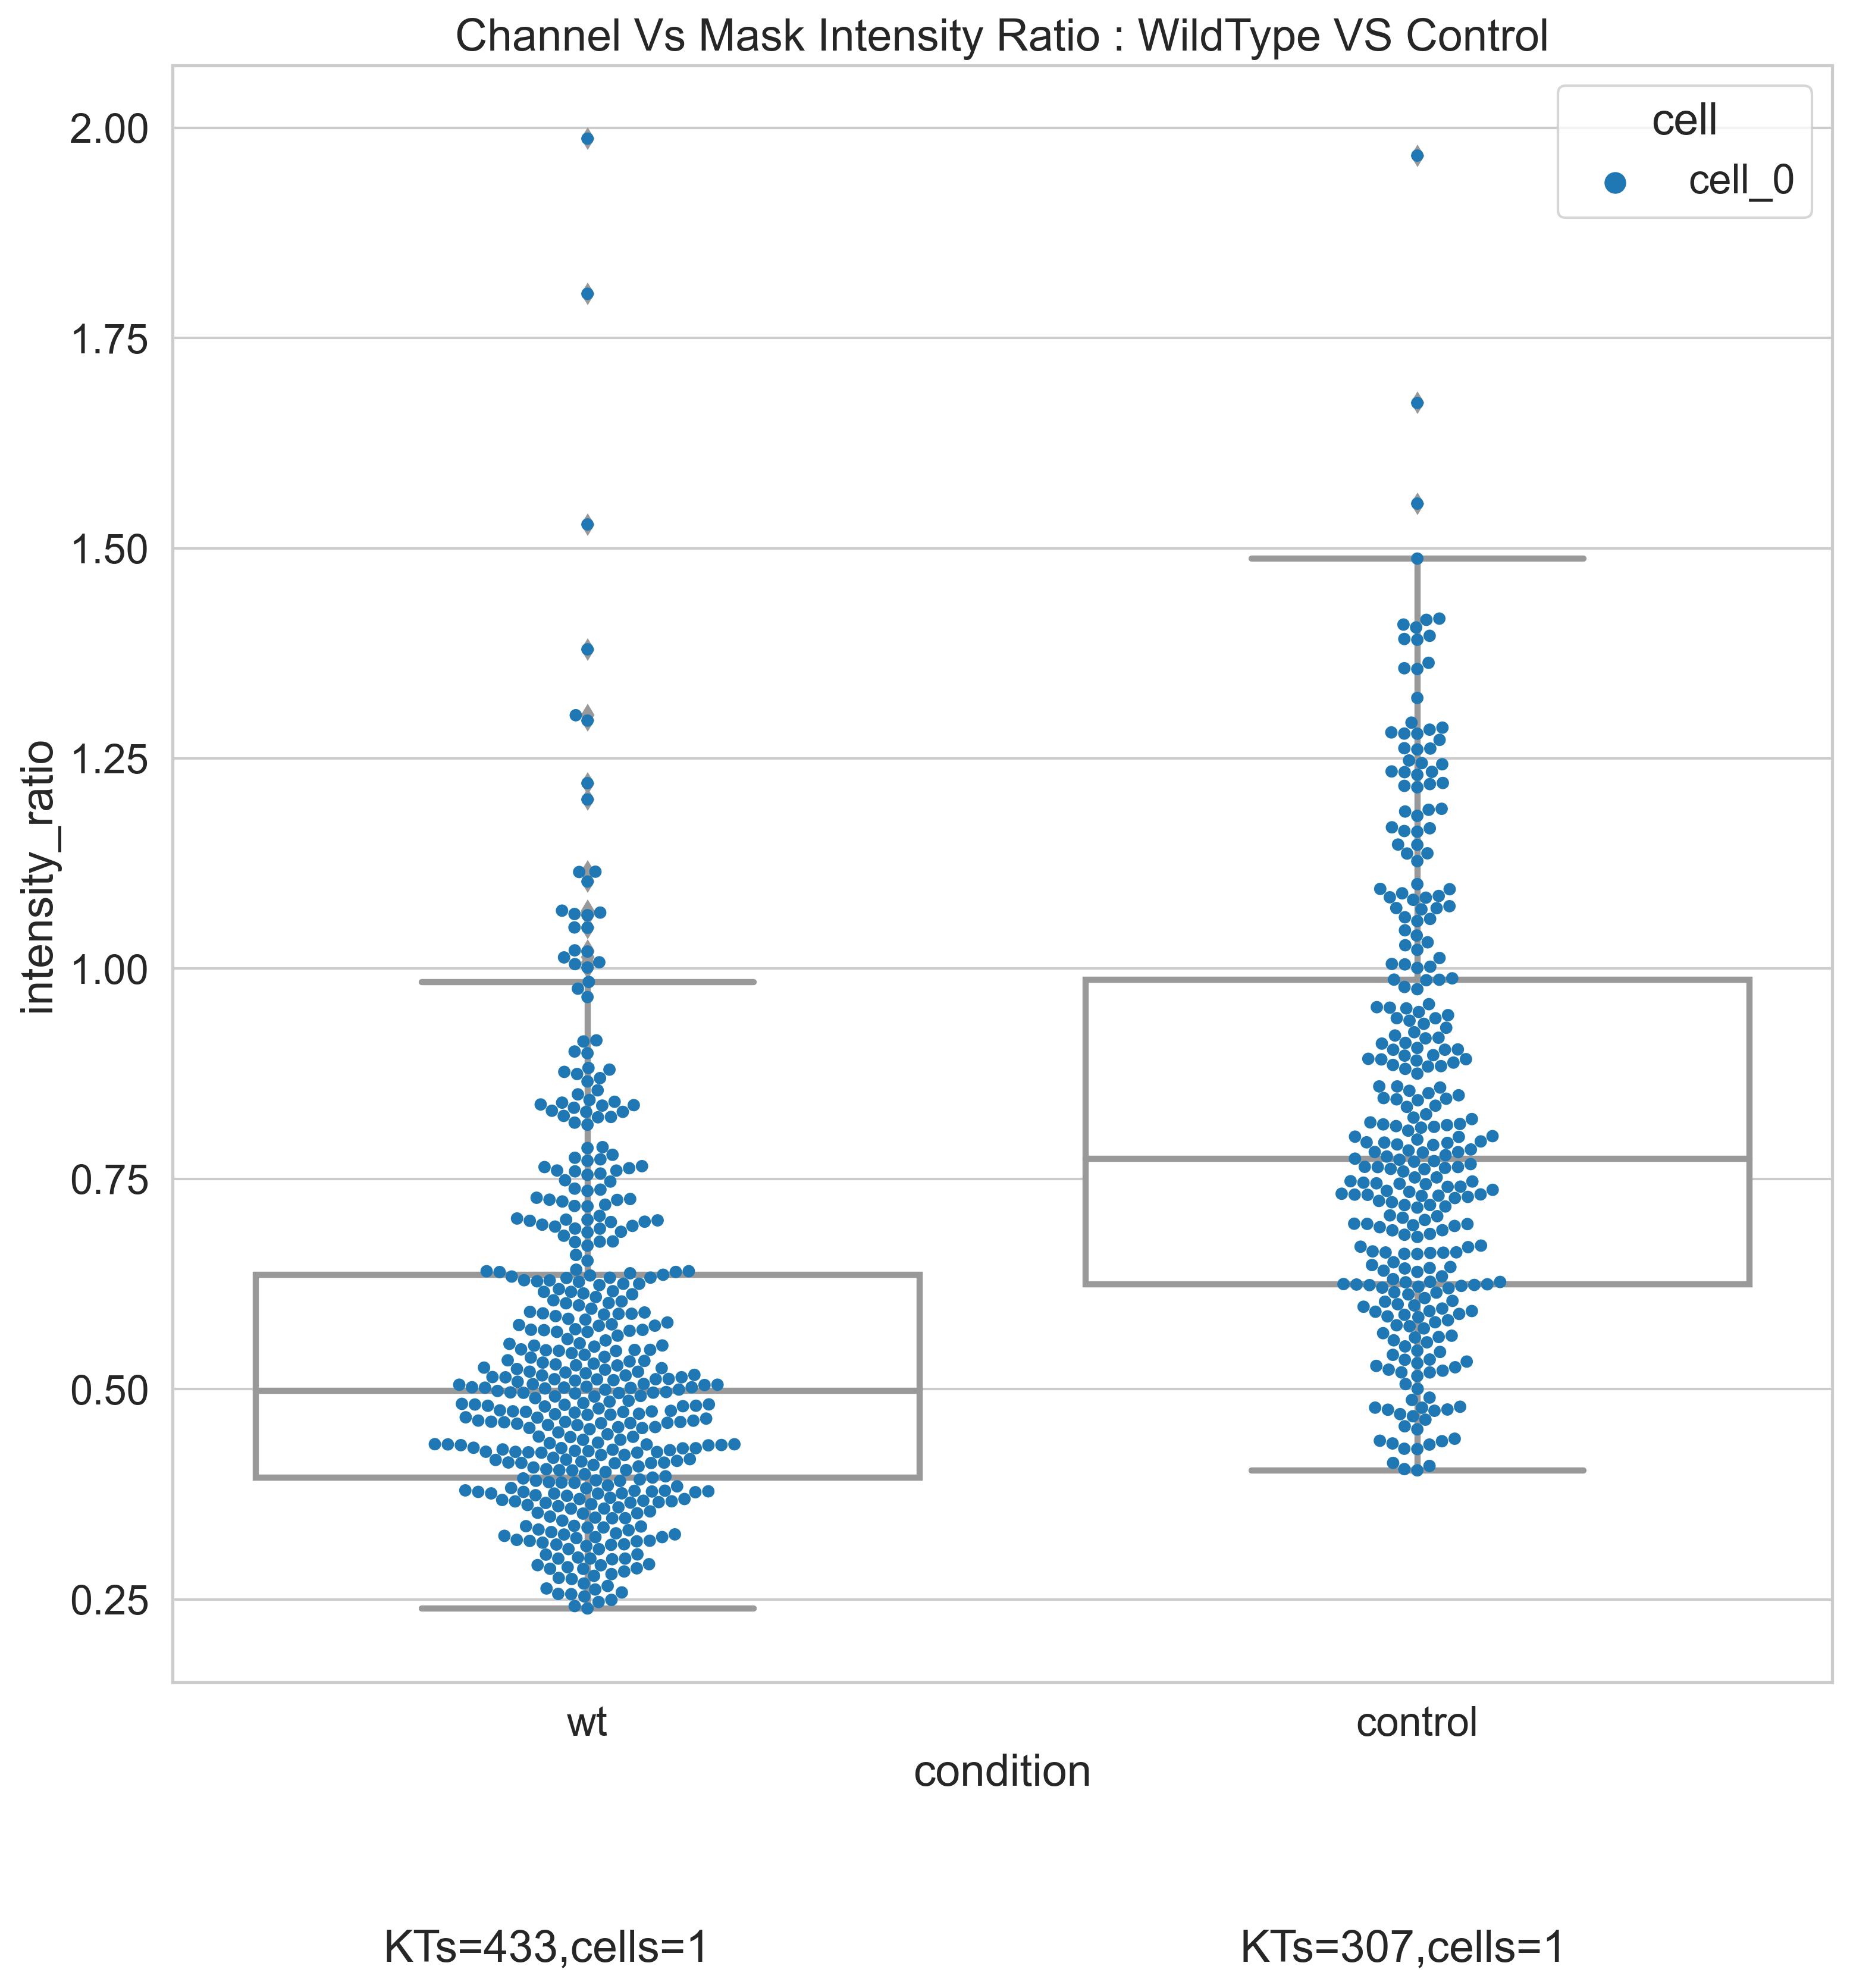 Channel Vs Mask Intensity Ratio : WildType VS Control
cell
cell_0
2.00
1.75
1.50
1.25
1.00
0.75
0.50
0.25
intensity_ratio
wt
control
condition
KTs=433,cells=1
KTs=307,cells=1